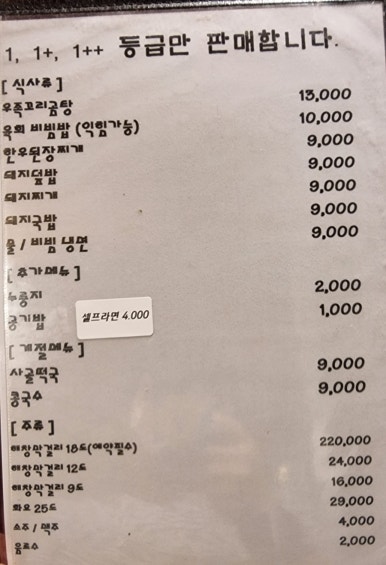 1, 1+, 1++ 등급만 판매합니다.
[ 식사류 ]
우족꼬리곰탕 13,000
육회 비빔밥 (익힘가능) 10,000
한우된장찌개 9,000
돼지덮밥 9,000
돼지찌개 9,000
돼지국밥 9,000
물 / 비빔 냉면 9,000
[ 추가메뉴 ]
누룽지 2,000
공기밥 1,000
셀프라면 4.000
[ 계절메뉴 ]
사골떡국 9,000
콩국수 9,000
[ 주류 ]
해창막걸리 18도(예약필수) 220,000
해창막걸리 12도 24,000
해창막걸리 9도 16,000
화요 25도 29,000
소주 / 맥주 4,000
음료수 2,000